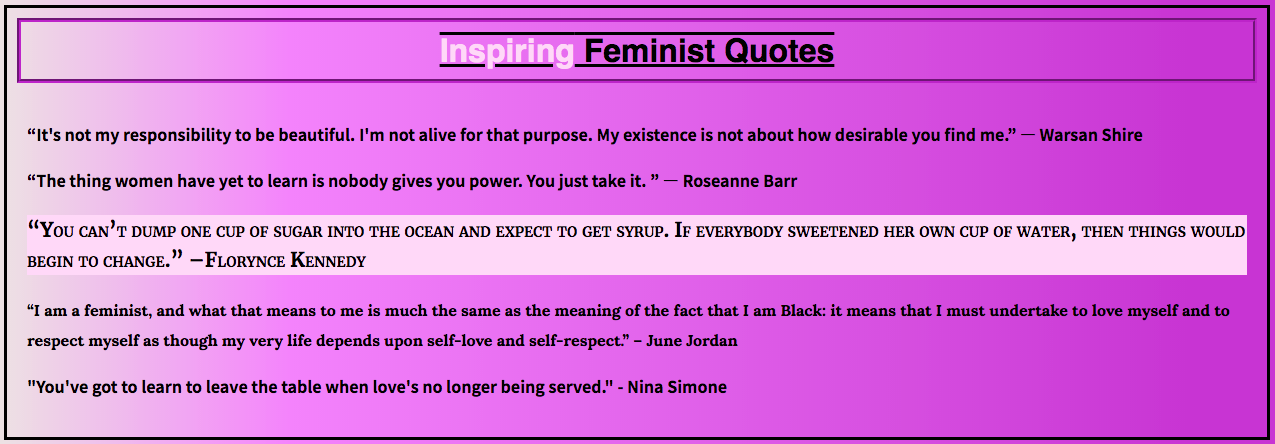 Inspiring Feminist Quotes
“It's not my responsibility to be beautiful. I'm not alive for that purpose. My existence is not about how desirable you find me.” — Warsan Shire
“The thing women have yet to learn is nobody gives you power. You just take it. ” — Roseanne Barr
“You can’t dump one cup of sugar into the ocean and expect to get syrup. If everybody sweetened her own cup of water, then things would
begin to change.” –Florynce Kennedy
“I am a feminist, and what that means to me is much the same as the meaning of the fact that I am Black: it means that I must undertake to love myself and to
respect myself as though my very life depends upon self-love and self-respect.” – June Jordan
"You've got to learn to leave the table when love's no longer being served." - Nina Simone